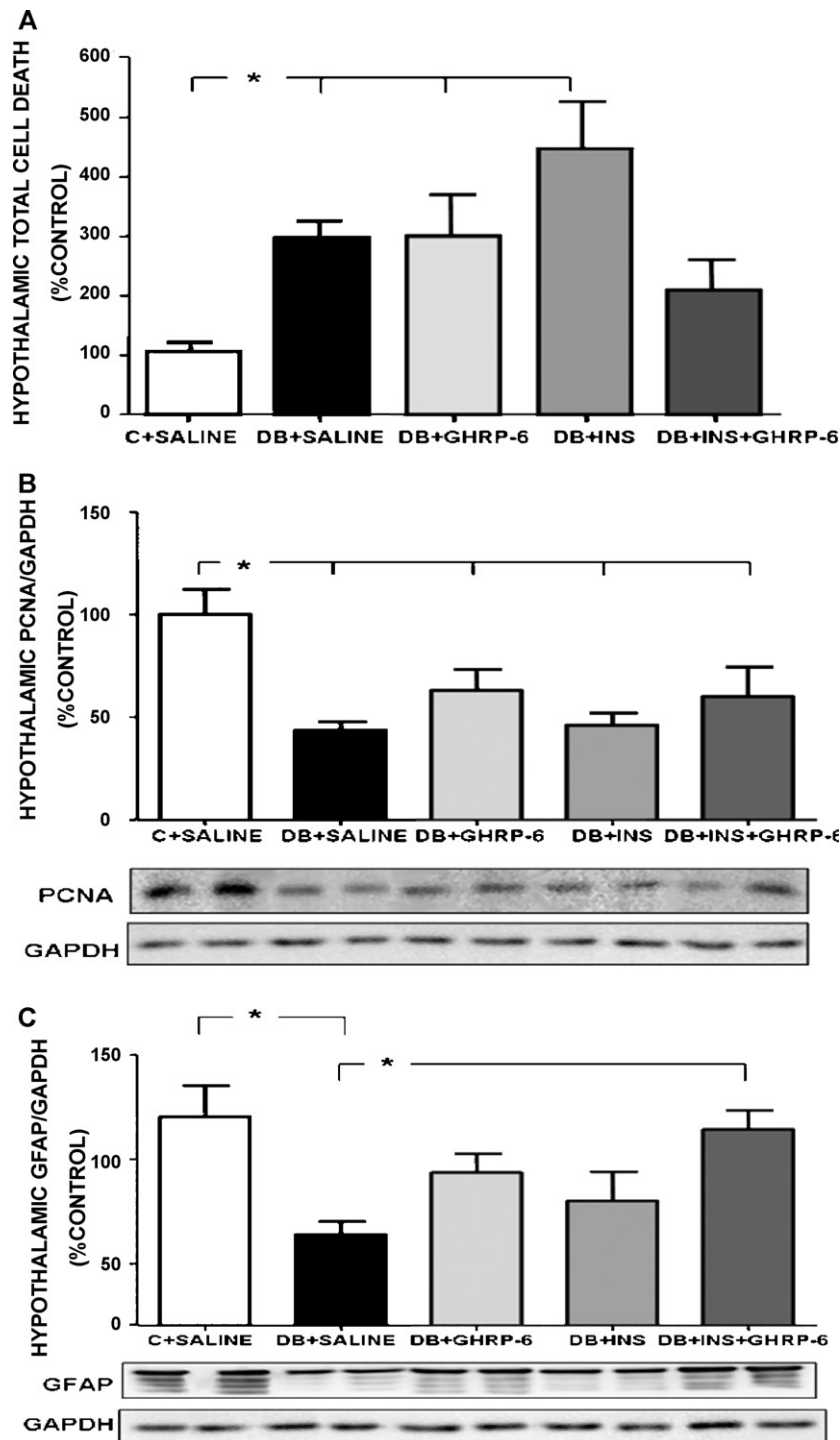 A
HYPOTHALAMIC TOTAL CELL DEATH
(%CONTROL)
600
500
400
300
200
100
0
*
C+SALINE DB+SALINE DB+GHRP-6 DB+INS DB+INS+GHRP-6
B
HYPOTHALAMIC PCNA/GAPDH
(%CONTROL)
150
100
50
0
*
C+SALINE DB+SALINE DB+GHRP-6 DB+INS DB+INS+GHRP-6
PCNA
GAPDH
C
HYPOTHALAMIC GFAP/GAPDH
(%CONTROL)
*
*
150
100
50
0
C+SALINE DB+SALINE DB+GHRP-6 DB+INS DB+INS+GHRP-6
GFAP
GAPDH